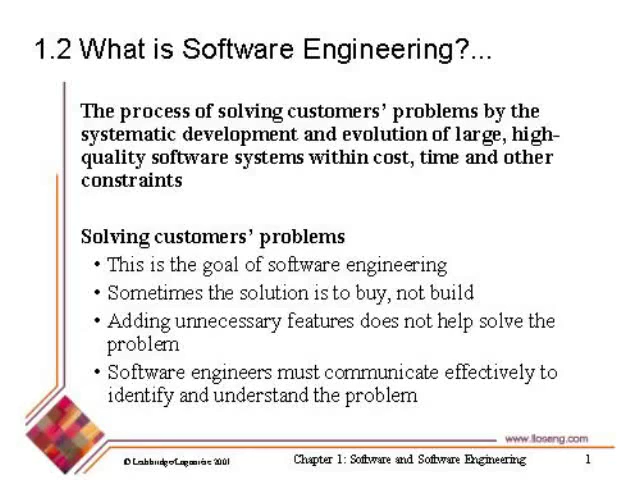 1.2 What is Software Engineering?...
The process of solving customers’ problems by the
systematic development and evolution of large, high-
quality software systems within cost, time and other
constraints
Solving customers’ problems
• This is the goal of software engineering
• Sometimes the solution is to buy, not build
• Adding unnecessary features does not help solve the
problem
• Software engineers must communicate effectively to
identify and understand the problem
www.lloseng.com
© Lethbridge/Laganière 2001
Chapter 1: Software and Software Engineering
1